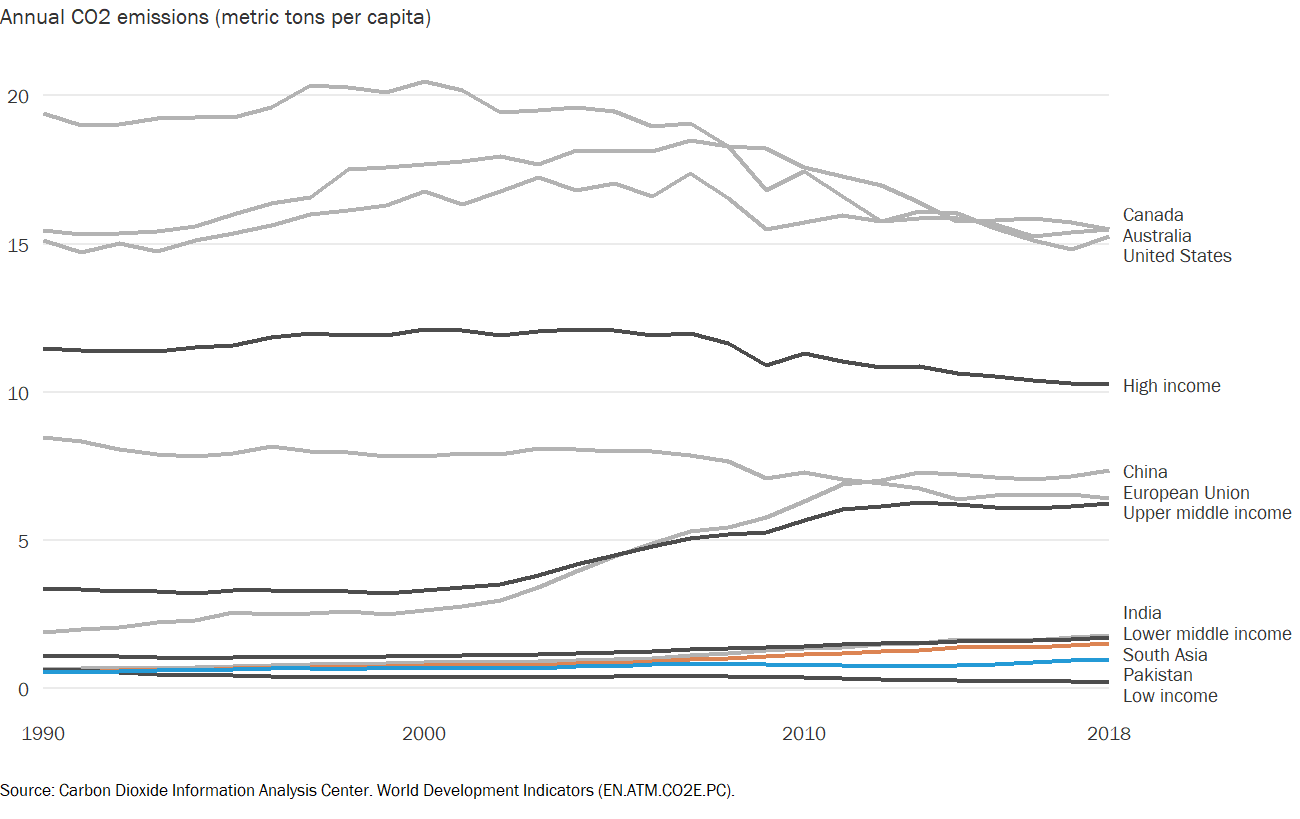 Annual CO2 emissions (metric tons per capita)
20
15
10
5
0
Canada
Australia
United States
High income
China
European Union
Upper middle income
India
Lower middle income
South Asia
Pakistan
Low income
1990 2000 2010 2018
Source: Carbon Dioxide Information Analysis Center. World Development Indicators (EN.ATM.CO2E.PC).